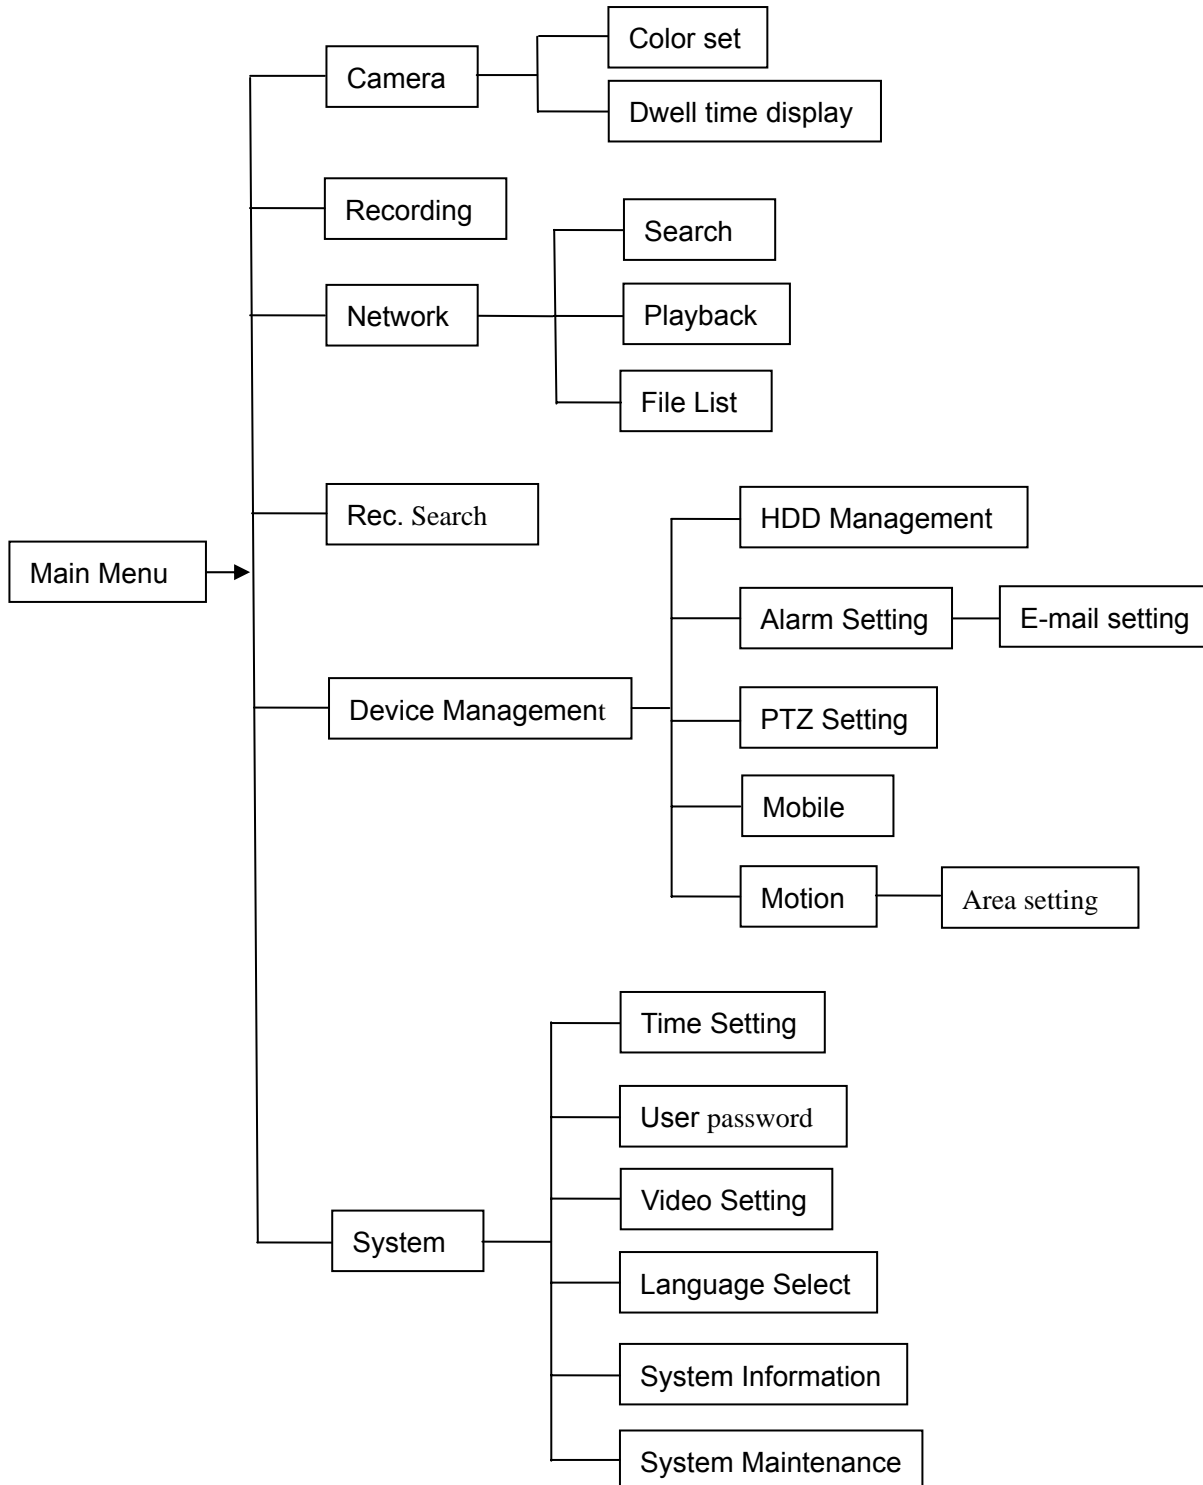 Color set
Camera
Dwell time display
Recording
Search
Network
Playback
File List
Rec. Search
HDD Management
Main Menu
Alarm Setting
E-mail setting
Device Management
PTZ Setting
Mobile
Motion
Area setting
Time Setting
User password
Video Setting
System
Language Select
System Information
System Maintenance